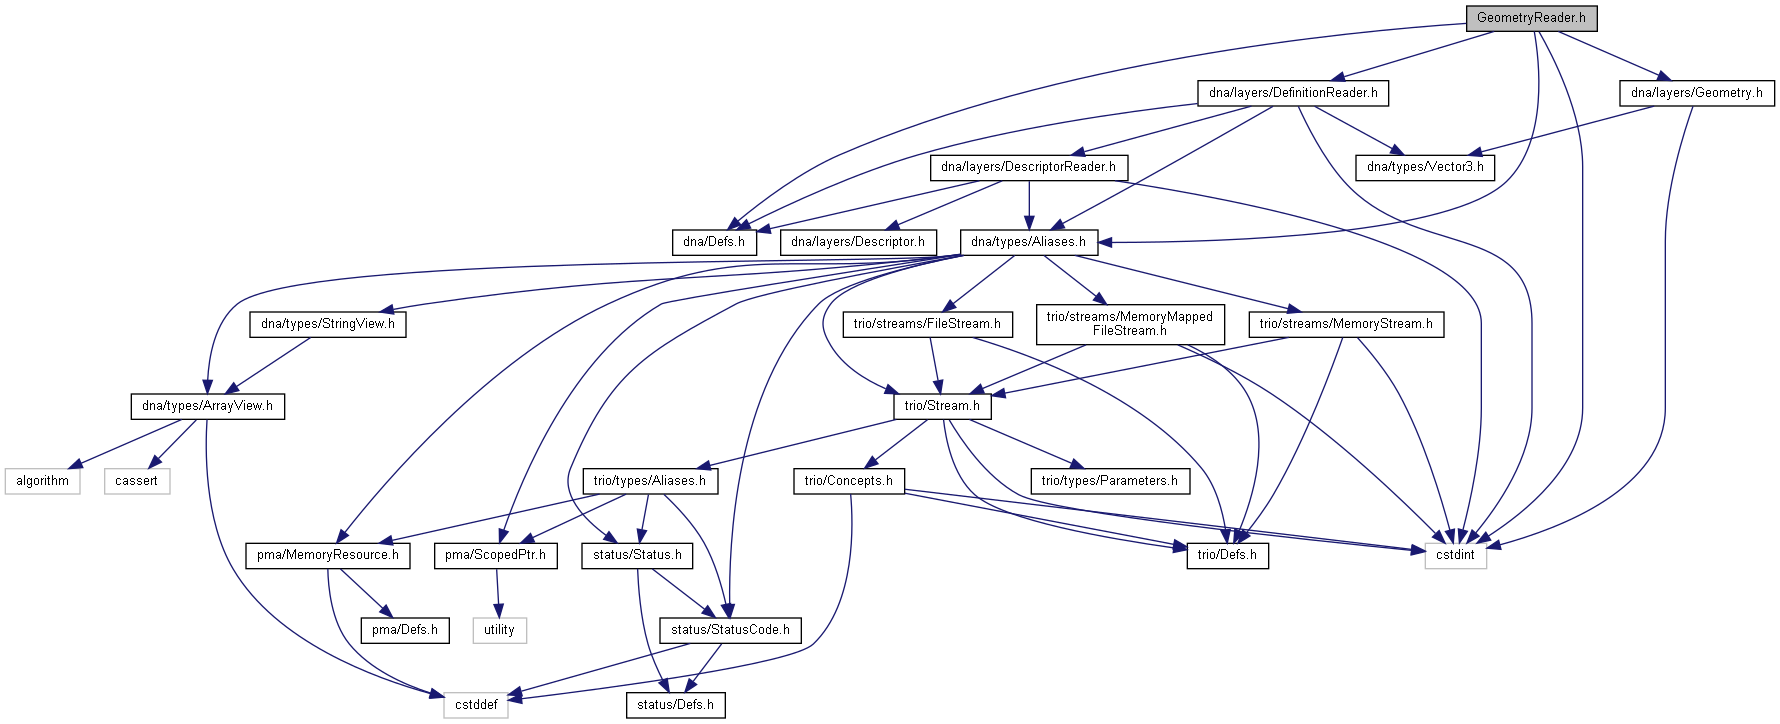 GeometryReader.h
dna/layers/DefinitionReader.h
dna/layers/Geometry.h
dna/layers/DescriptorReader.h
dna/types/Vector3.h
dna/Defs.h
dna/layers/Descriptor.h
dna/types/Aliases.h
dna/types/StringView.h
trio/streams/FileStream.h
trio/streams/MemoryMapped
FileStream.h
trio/streams/MemoryStream.h
dna/types/ArrayView.h
trio/Stream.h
algorithm
cassert
trio/types/Aliases.h
trio/Concepts.h
trio/types/Parameters.h
pma/MemoryResource.h
pma/ScopedPtr.h
status/Status.h
trio/Defs.h
cstdint
pma/Defs.h
utility
status/StatusCode.h
cstddef
status/Defs.h